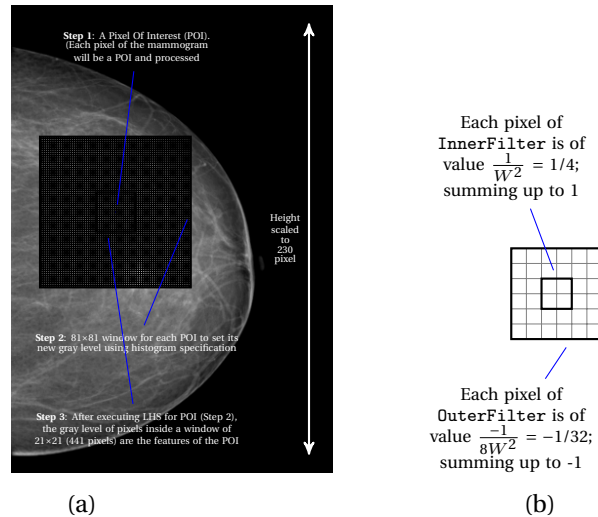 Step 1: A Pixel Of Interest (POI).
(Each pixel of the mammogram
will be a POI and processed
Height
scaled
to
230
pixel
Step 2: 81×81 window for each POI to set its
new gray level using histogram specification
Step 3: After executing LHS for POI (Step 2),
the gray level of pixels inside a window of
21×21 (441 pixels) are the features of the POI
(a)
Each pixel of
InnerFilter is of
value 1/W² = 1/4;
summing up to 1
Each pixel of
OuterFilter is of
value −1/8W² = −1/32;
summing up to -1
(b)